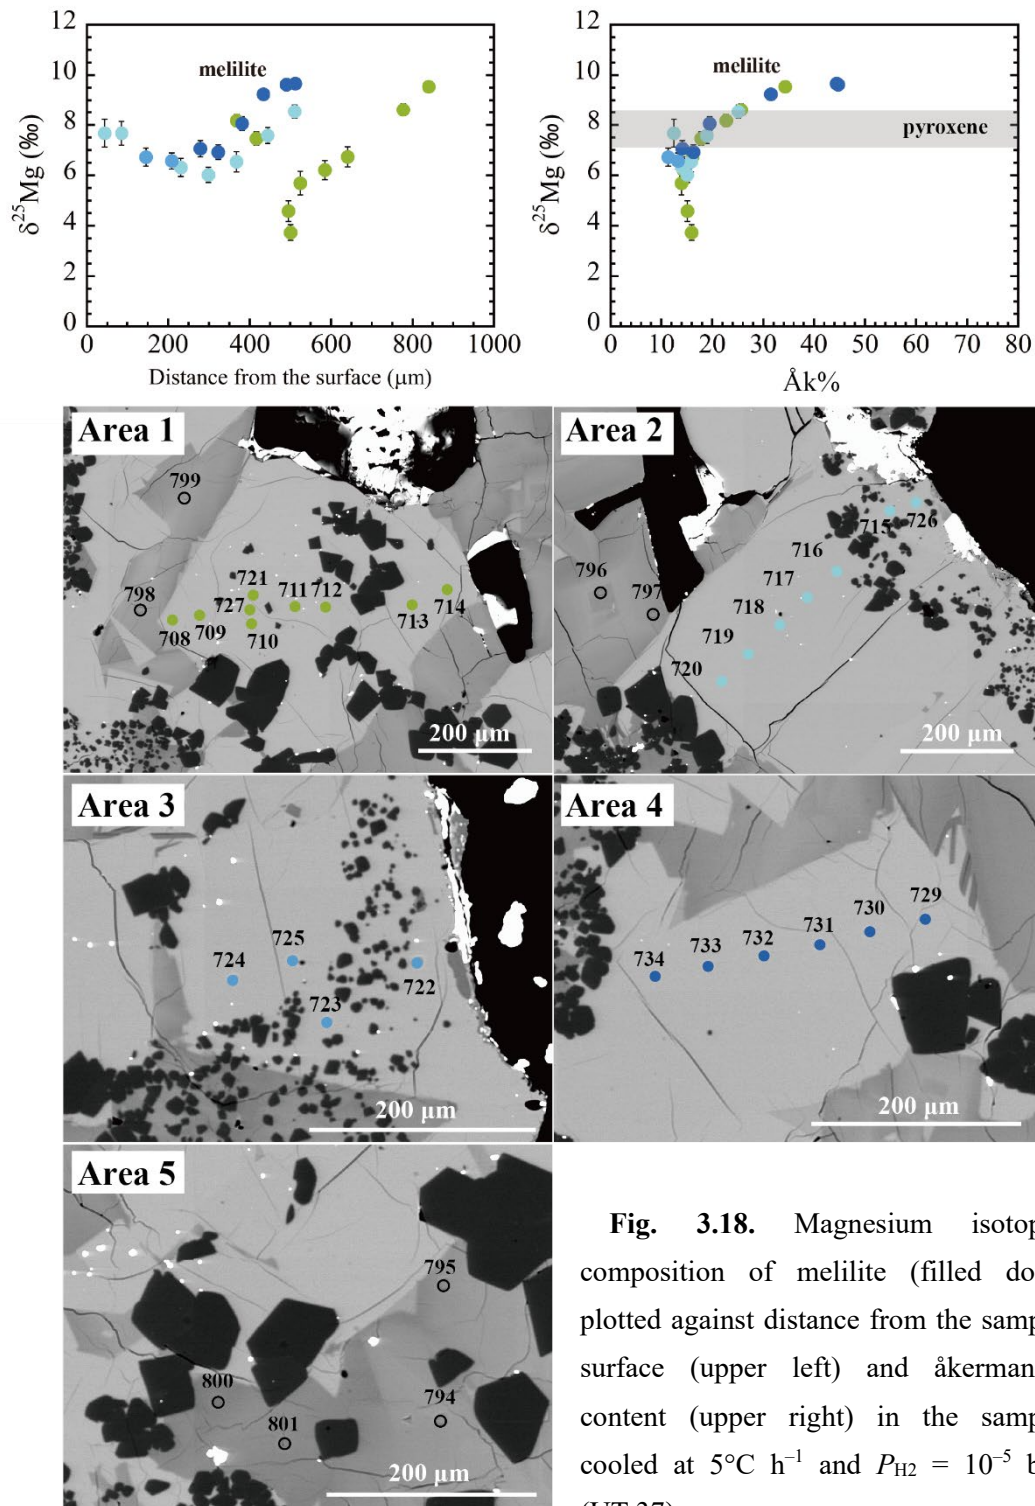 12
10
8
6
4
2
0
δ25Mg (‰)
melilite
0 200 400 600 800 1000
Distance from the surface (μm)
12
10
8
6
4
2
0
δ25Mg (‰)
melilite
pyroxene
0 10 20 30 40 50 60 70 80
Åk%
Area 1
799
798
721
727
711 712
708 709
710
713
714
200 μm
Area 2
796
797
715 726
716
717
718
719
720
200 μm
Area 3
724
725
723
722
200 μm
Area 4
734
733
732
731
730
729
200 μm
Area 5
795
800
801
794
200 μm
Fig. 3.18. Magnesium isotop
composition of melilite (filled do
plotted against distance from the samp
surface (upper left) and åkerman
content (upper right) in the samp
cooled at 5°C h–1 and PH2 = 10–5 b